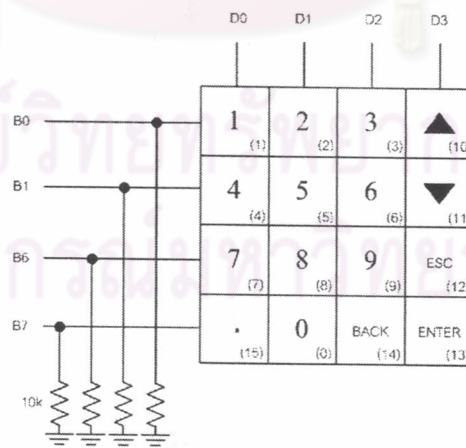 D0 D1 D2 D3
B0 1 2 3 ▲
(1) (2) (3) (10
B1 4 5 6 ▼
(4) (5) (6) (11
B6 7 8 9 ESC
(7) (8) (9) (12
B7 . 0 BACK ENTER
(15) (0) (14) (13
10k